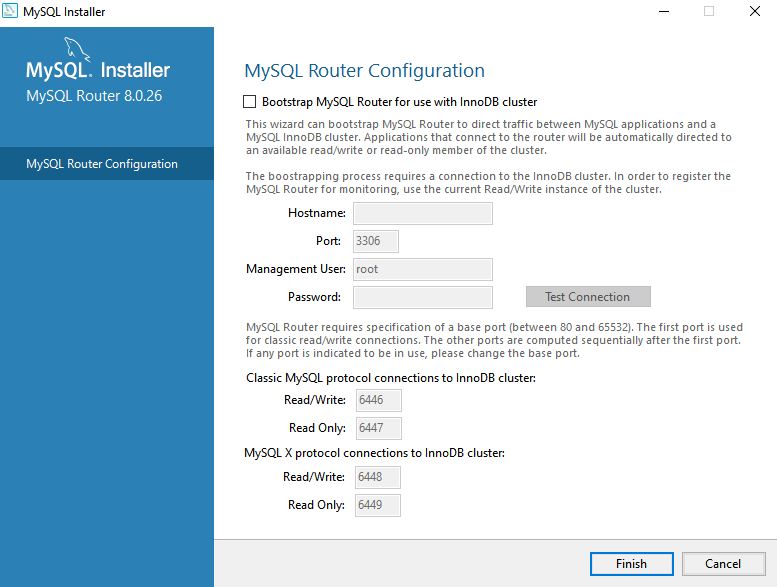 MySQL Installer
MySQL® Installer
MySQL Router 8.0.26
MySQL Router Configuration
MySQL Router Configuration
Bootstrap MySQL Router for use with InnoDB cluster
This wizard can bootstrap MySQL Router to direct traffic between MySQL applications and a
MySQL InnoDB cluster. Applications that connect to the router will be automatically directed to
an available read/write or read-only member of the cluster.
The boostrapping process requires a connection to the InnoDB cluster. In order to register the
MySQL Router for monitoring, use the current Read/Write instance of the cluster.
Hostname:
Port: 3306
Management User: root
Password: Test Connection
MySQL Router requires specification of a base port (between 80 and 65532). The first port is used
for classic read/write connections. The other ports are computed sequentially after the first port.
If any port is indicated to be in use, please change the base port.
Classic MySQL protocol connections to InnoDB cluster:
Read/Write: 6446
Read Only: 6447
MySQL X protocol connections to InnoDB cluster:
Read/Write: 6448
Read Only: 6449
Finish Cancel